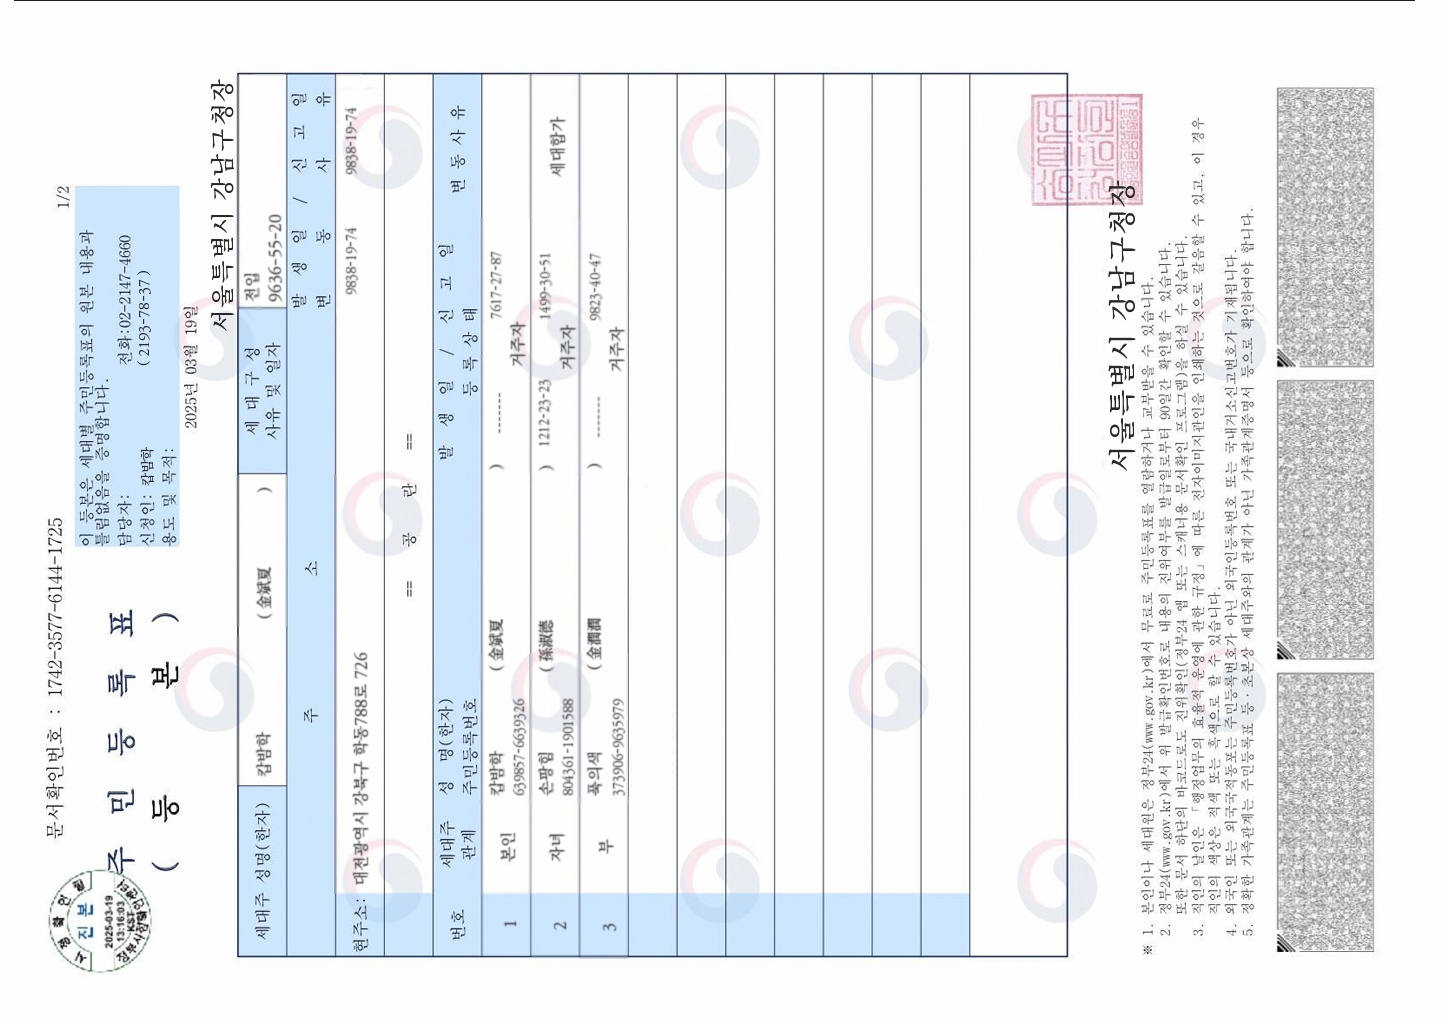 문서확인번호 : 1742-3577-6144-1725
1/2
주 민 등 록 표
( 등 본 )
이 등본은 세대별 주민등록표의 원본 내용과
틀림없음을 증명합니다.
담당자: 전화:02-2147-4660
신청인: 캅밤학 ( 2193-78-37)
용도 및 목적:
2025년 03월 19일
서울특별시 강남구청장
진본
2025-03-19
13:16:03
KST
세대주 성명(한자) 캅밤학 ( 金斌夏 ) 세 대 구 성 사유 및 일자 전입 9636-55-20
주 소 발 생 일 / 신 고 일
변 동 사 유
현주소: 대전광역시 강북구 학동788로 726 9838-19-74 9838-19-74
== 공 란 ==
번호 세대주 관계 성 명(한자) 주민등록번호 발 생 일 / 신 고 일 등 록 상 태 변 동 사 유
1 본인 캅밤학 ( 金斌夏 ) ------- 7617-27-87
639857-6639326 거주자
2 자녀 손팡힘 ( 孫淑德 ) 1212-23-23 1499-30-51 세대합가
804361-1901588 거주자
3 부 폭의색 ( 金潤潤 ) ------- 9823-40-47
373906-9635979 거주자
서울특별시 강남구청장
※ 1. 본인이나 세대원은 정부24(www.gov.kr)에서 무료로 주민등록표를 열람하거나 교부받을 수 있습니다.
2. 정부24(www.gov.kr)에서 위 발급확인번호로 내용의 진위여부를 발급일로부터 90일간 확인할 수 있습니다.
또한 문서 하단의 바코드로도 진위확인(정부24 앱 또는 스캐너용 문서확인 프로그램)을 하실 수 있습니다.
3. 직인의 날인은 「행정업무의 효율적 운영에 관한 규정」에 따른 전자이미지관인을 인쇄하는 것으로 갈음할 수 있고, 이 경우
직인의 색상은 적색 또는 흑색으로 할 수 있습니다.
4. 외국인 또는 외국국적동포는 주민등록번호가 아닌 외국인등록번호 또는 국내거소신고번호가 기재됩니다.
5. 정확한 가족관계는 주민등록표 등·초본상 세대주와의 관계가 아닌 가족관계증명서 등으로 확인하여야 합니다.